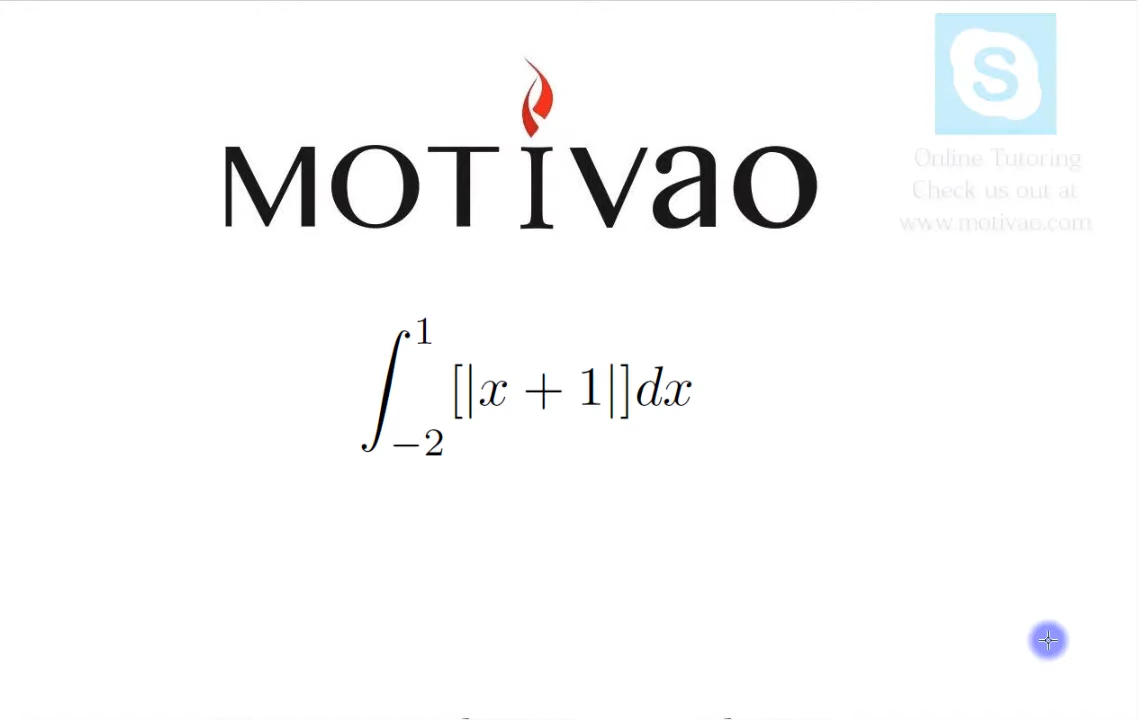 MOTIVao
S
Online Tutoring
Check us out at
www.motivao.com
∫_{-2}^{1} [|x + 1|]dx